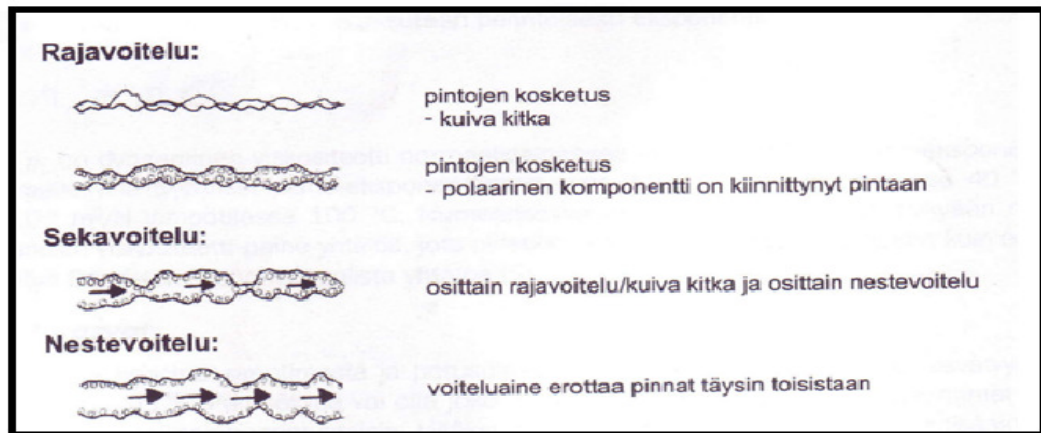 Rajavoitelu:
pintojen kosketus
- kuiva kitka
pintojen kosketus
- polaarinen komponentti on kiinnittynyt pintaan
Sekavoitelu:
osittain rajavoitelu/kuiva kitka ja osittain nestevoitelu
Nestevoitelu:
voiteluaine erottaa pinnat täysin toisistaan